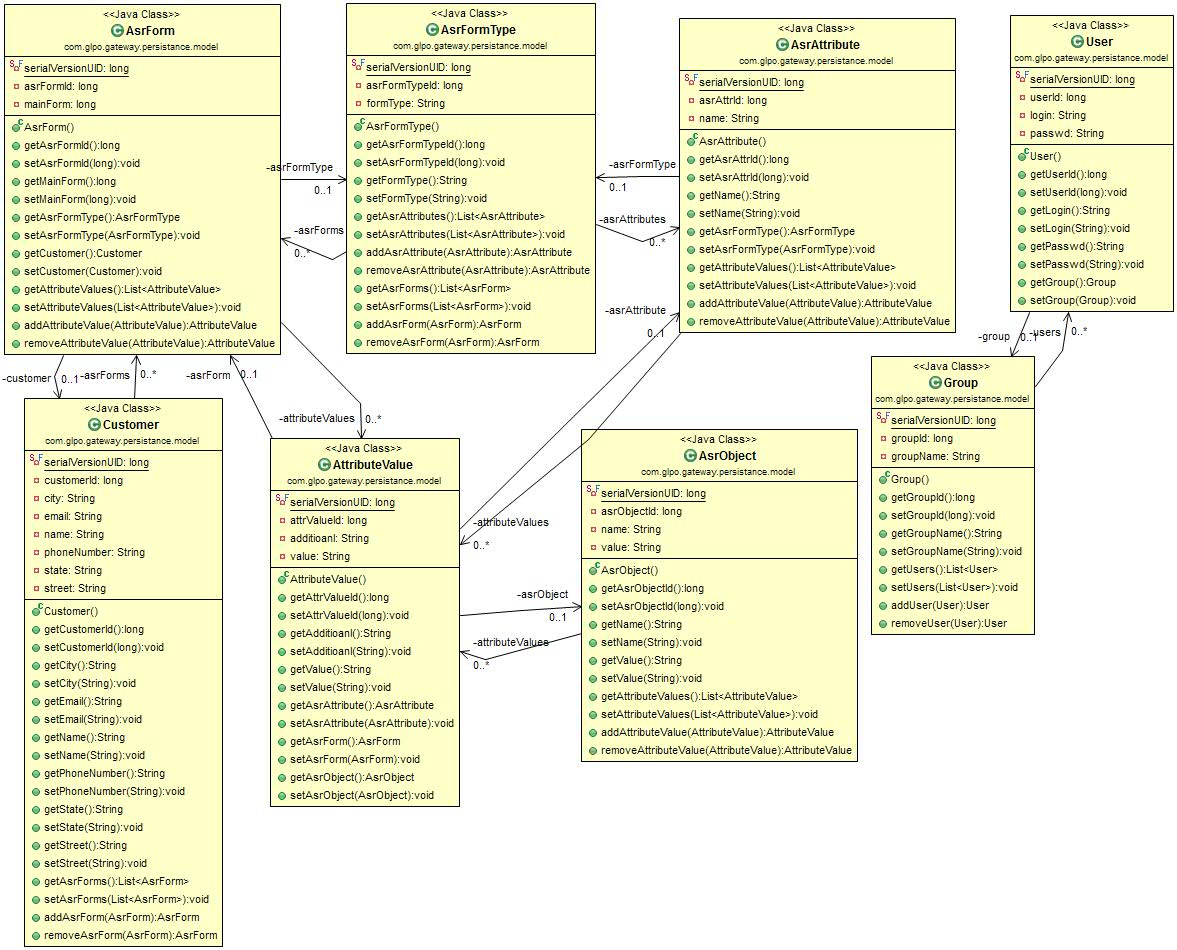 <<Java Class>>
AsrForm
com.glpo.gateway.persistance.model
serialVersionUID: long
asrFormId: long
mainForm: long
AsrForm()
getAsrFormId():long
setAsrFormId(long):void
getMainForm():long
setMainForm(long):void
getAsrFormType():AsrFormType
setAsrFormType(AsrFormType):void
getCustomer():Customer
setCustomer(Customer):void
getAttributeValues():List<AttributeValue>
setAttributeValues(List<AttributeValue>):void
addAttributeValue(AttributeValue):AttributeValue
removeAttributeValue(AttributeValue):AttributeValue
<<Java Class>>
AsrFormType
com.glpo.gateway.persistance.model
serialVersionUID: long
asrFormTypeId: long
formType: String
AsrFormType()
getAsrFormTypeId():long
setAsrFormTypeId(long):void
getFormType():String
setFormType(String):void
getAsrAttributes():List<AsrAttribute>
setAsrAttributes(List<AsrAttribute>):void
addAsrAttribute(AsrAttribute):AsrAttribute
removeAsrAttribute(AsrAttribute):AsrAttribute
getAsrForms():List<AsrForm>
setAsrForms(List<AsrForm>):void
addAsrForm(AsrForm):AsrForm
removeAsrForm(AsrForm):AsrForm
<<Java Class>>
AsrAttribute
com.glpo.gateway.persistance.model
serialVersionUID: long
asrAttrId: long
name: String
AsrAttribute()
getAsrAttrId():long
setAsrAttrId(long):void
getName():String
setName(String):void
getAsrFormType():AsrFormType
setAsrFormType(AsrFormType):void
getAttributeValues():List<AttributeValue>
setAttributeValues(List<AttributeValue>):void
addAttributeValue(AttributeValue):AttributeValue
removeAttributeValue(AttributeValue):AttributeValue
<<Java Class>>
User
com.glpo.gateway.persistance.model
serialVersionUID: long
userId: long
login: String
passwd: String
User()
getUserId():long
setUserId(long):void
getLogin():String
setLogin(String):void
getPasswd():String
setPasswd(String):void
getGroup():Group
setGroup(Group):void
-asrFormType
0..1
-asrForms
0..*
-asrFormType
0..1
-asrAttributes
0..*
-asrAttribute
0..1
-group
0..1
-users
0..*
-customer
0..1
-asrForms
0..*
-asrForm
0..1
-attributeValues
0..*
<<Java Class>>
Customer
com.glpo.gateway.persistance.model
serialVersionUID: long
customerId: long
city: String
email: String
name: String
phoneNumber: String
state: String
street: String
Customer()
getCustomerId():long
setCustomerId(long):void
getCity():String
setCity(String):void
getEmail():String
setEmail(String):void
getName():String
setName(String):void
getPhoneNumber():String
setPhoneNumber(String):void
getState():String
setState(String):void
getStreet():String
setStreet(String):void
getAsrForms():List<AsrForm>
setAsrForms(List<AsrForm>):void
addAsrForm(AsrForm):AsrForm
removeAsrForm(AsrForm):AsrForm
<<Java Class>>
AttributeValue
com.glpo.gateway.persistance.model
serialVersionUID: long
attrValueId: long
additioanl: String
value: String
AttributeValue()
getAttrValueId():long
setAttrValueId(long):void
getAdditioanl():String
setAdditioanl(String):void
getValue():String
setValue(String):void
getAsrAttribute():AsrAttribute
setAsrAttribute(AsrAttribute):void
getAsrForm():AsrForm
setAsrForm(AsrForm):void
getAsrObject():AsrObject
setAsrObject(AsrObject):void
-attributeValues
0..*
-asrObject
0..1
-attributeValues
0..*
<<Java Class>>
AsrObject
com.glpo.gateway.persistance.model
serialVersionUID: long
asrObjectId: long
name: String
value: String
AsrObject()
getAsrObjectId():long
setAsrObjectId(long):void
getName():String
setName(String):void
getValue():String
setValue(String):void
getAttributeValues():List<AttributeValue>
setAttributeValues(List<AttributeValue>):void
addAttributeValue(AttributeValue):AttributeValue
removeAttributeValue(AttributeValue):AttributeValue
<<Java Class>>
Group
com.glpo.gateway.persistance.model
serialVersionUID: long
groupId: long
groupName: String
Group()
getGroupId():long
setGroupId(long):void
getGroupName():String
setGroupName(String):void
getUsers():List<User>
setUsers(List<User>):void
addUser(User):User
removeUser(User):User